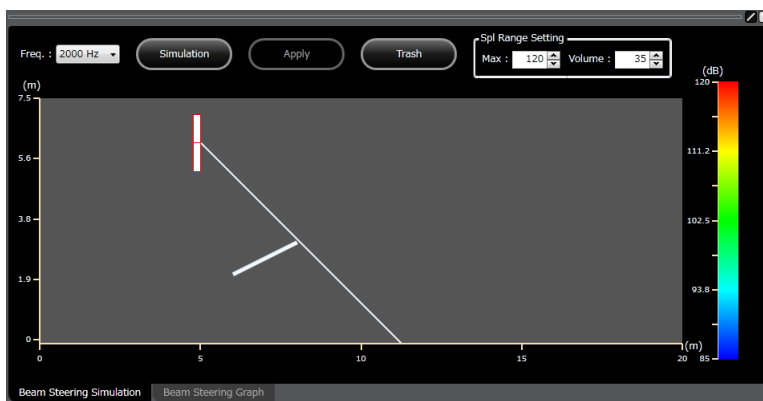 Spl Range Setting
Freq. : 2000 Hz Simulation Apply Trash Max : 120 Volume : 35
(m) (dB)
7.5 120
5.6 111.2
3.8 102.5
1.9 93.8
0 (m)
0 5 10 15 20 85
Beam Steering Simulation Beam Steering Graph